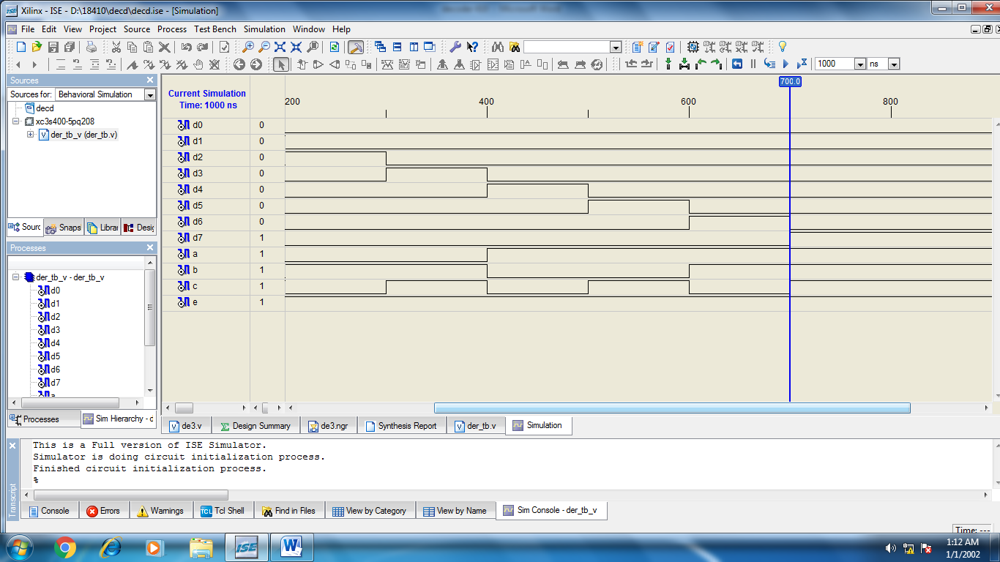 Xilinx - ISE - D:\18410\decd\decd.ise - [Simulation]
File Edit View Project Source Process Test Bench Simulation Window Help
1000 ns
Sources
Sources for: Behavioral Simulation
decd
xc3s400-5pq208
der_tb_v (der_tb.v)
Sourc Snaps Librar Desig
Processes
der_tb_v - der_tb_v
d0
d1
d2
d3
d4
d5
d6
d7
Processes Sim Hierarchy - d
Current Simulation
Time: 1000 ns
700.0
200 400 600 800
d0 0
d1 0
d2 0
d3 0
d4 0
d5 0
d6 0
d7 1
a 1
b 1
c 1
e 1
de3.v Design Summary de3.ngr Synthesis Report der_tb.v Simulation
This is a Full version of ISE Simulator.
Simulator is doing circuit initialization process.
Finished circuit initialization process.
%
Transcript
Console Errors Warnings TCL Tcl Shell Find in Files View by Category View by Name Sim Console - der_tb_v
Time: ---
ISE W
1:12 AM
1/1/2002